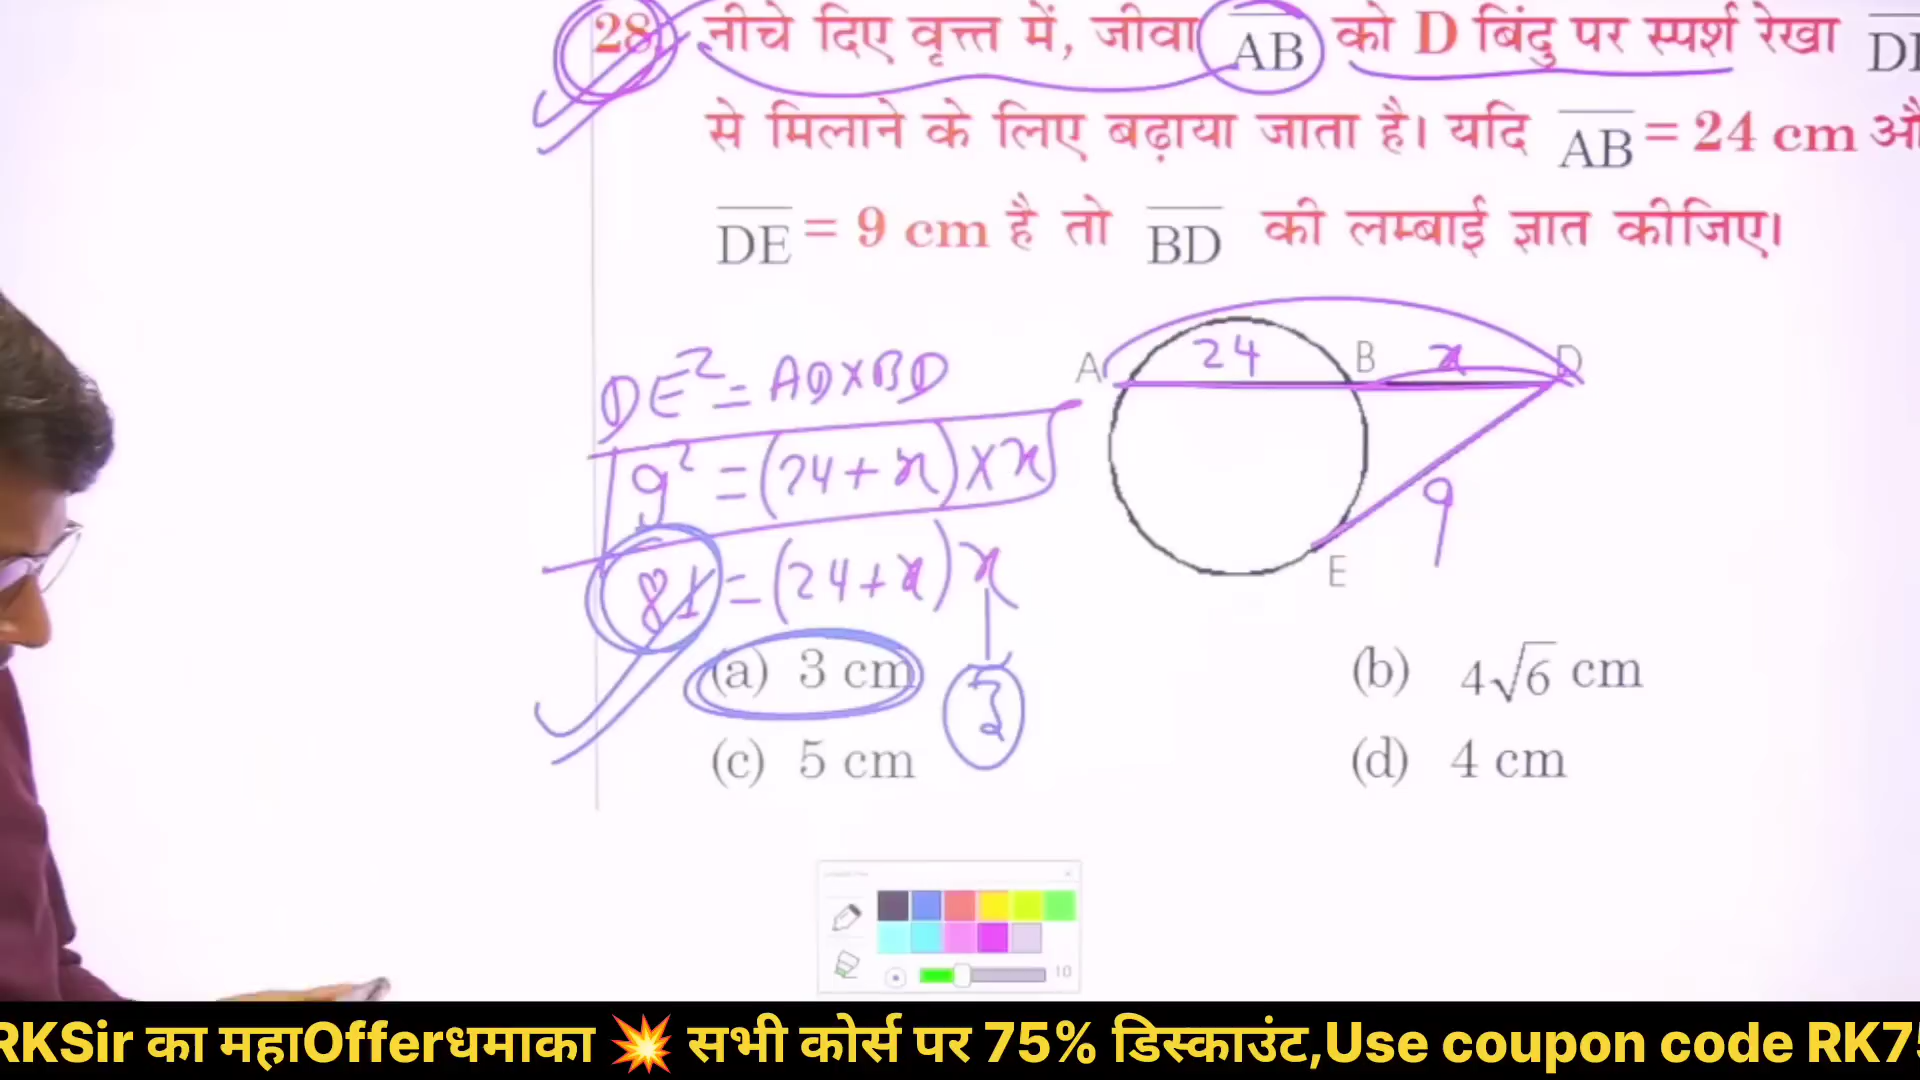 28. नीचे दिए वृत्त में, जीवा AB को D बिंदु पर स्पर्श रेखा
से मिलाने के लिए बढ़ाया जाता है। यदि AB = 24 cm
DE = 9 cm है तो BD की लम्बाई ज्ञात कीजिए।
A 24 B x D
DE² = AD×BD
9² = (24+x)×x
9
81 = (24+x)x
E
(a) 3 cm
3
(b) 4√6 cm
(c) 5 cm
(d) 4 cm
10
RKSir का महाOfferधमाका 💥 सभी कोर्स पर 75% डिस्काउंट,Use coupon code RK75